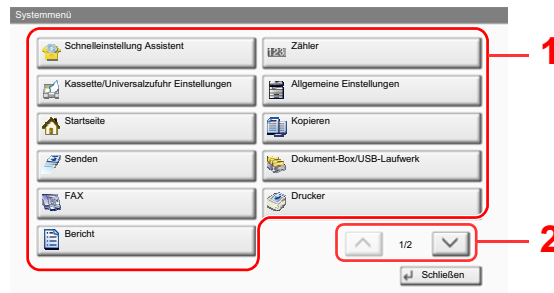 Systemmenü
Schnelleinstellung Assistent
123 Zähler
1
Kassette/Universalzufuhr Einstellungen
Allgemeine Einstellungen
Startseite
Kopieren
Senden
Dokument-Box/USB-Laufwerk
FAX
Drucker
Bericht
1/2
2
Schließen